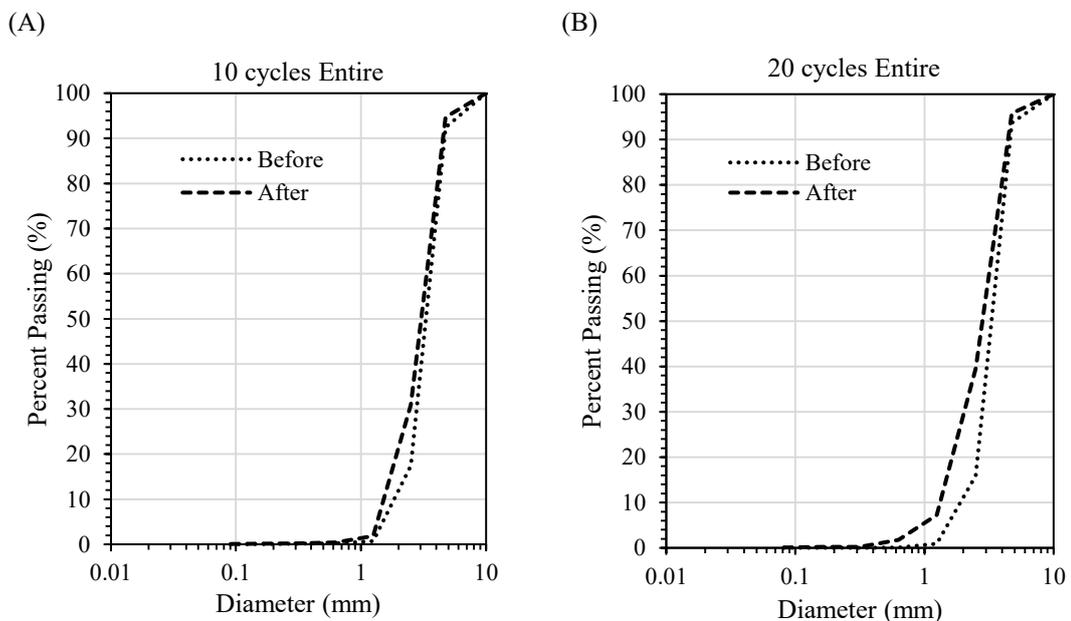 (A)
10 cycles Entire
100
90
80
70
60
50
40
30
20
10
0
Percent Passing (%)
Before
After
0.01 0.1 1 10
Diameter (mm)
(B)
20 cycles Entire
100
90
80
70
60
50
40
30
20
10
0
Percent Passing (%)
Before
After
0.01 0.1 1 10
Diameter (mm)